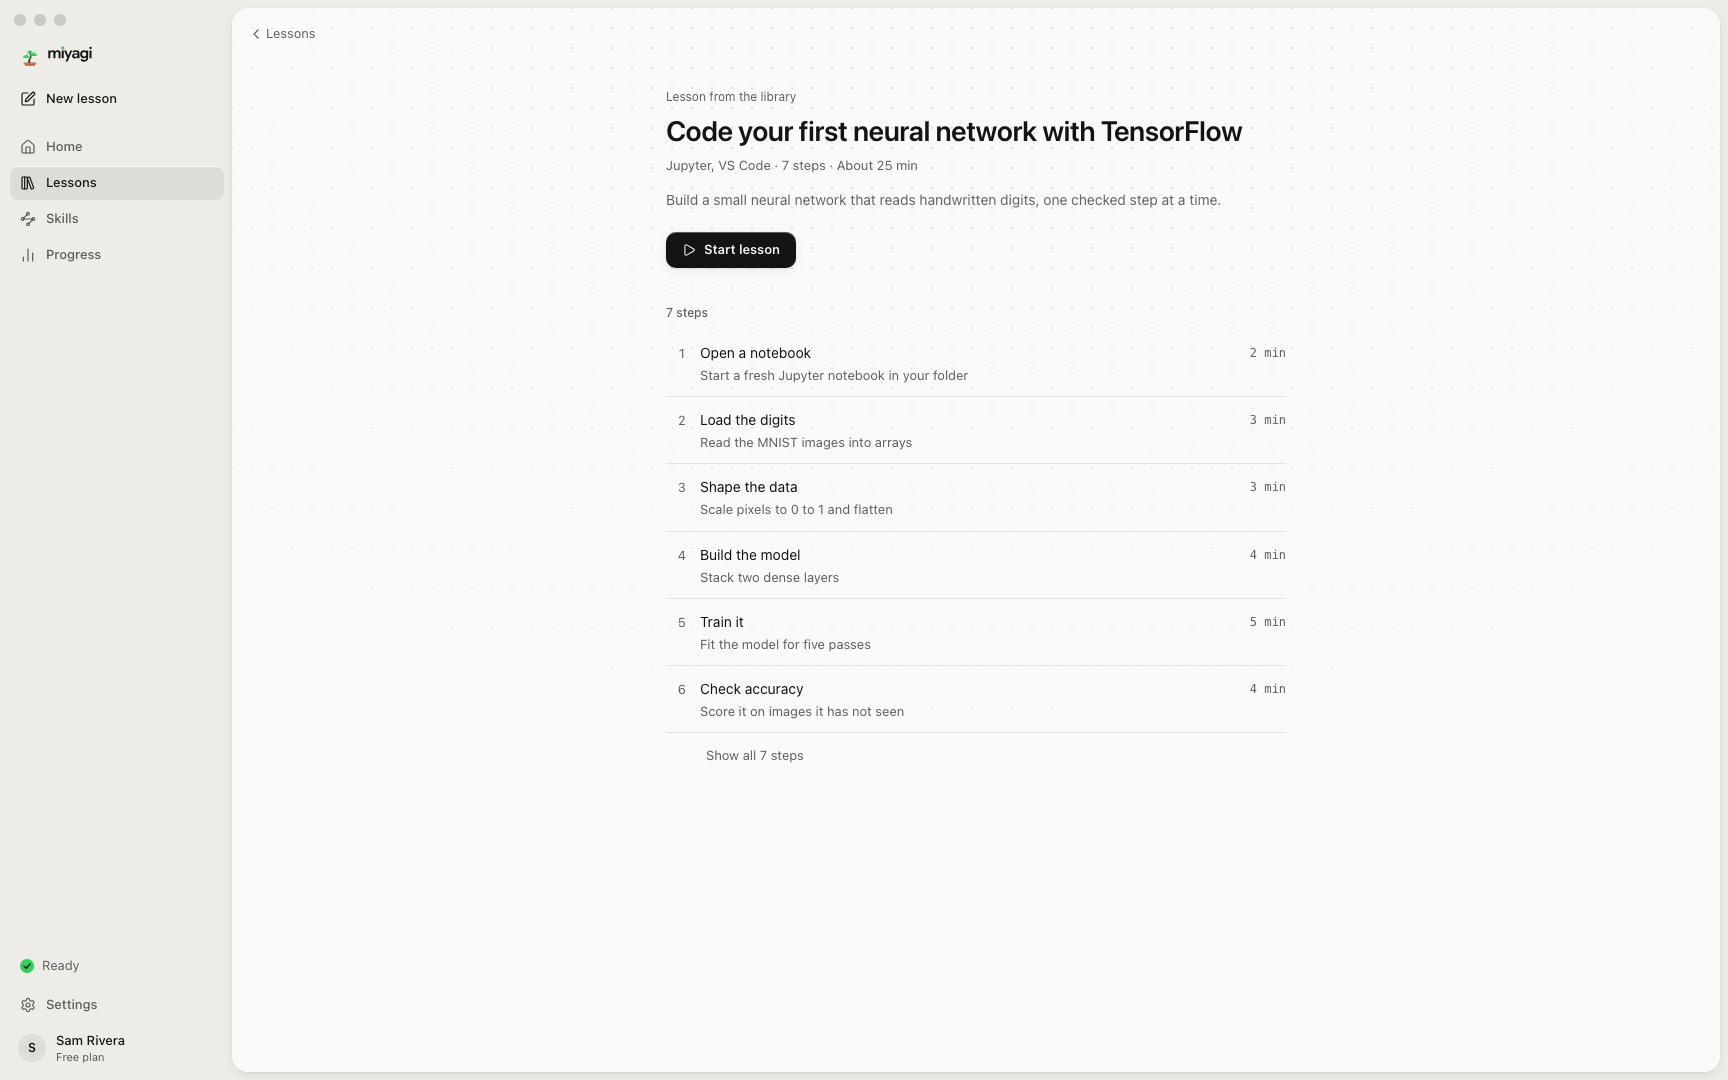 miyagi
New lesson
Home
Lessons
Skills
Progress
Ready
Settings
S
Sam Rivera
Free plan
Lessons
Lesson from the library
Code your first neural network with TensorFlow
Jupyter, VS Code · 7 steps · About 25 min
Build a small neural network that reads handwritten digits, one checked step at a time.
Start lesson
7 steps
1 Open a notebook 2 min
Start a fresh Jupyter notebook in your folder
2 Load the digits 3 min
Read the MNIST images into arrays
3 Shape the data 3 min
Scale pixels to 0 to 1 and flatten
4 Build the model 4 min
Stack two dense layers
5 Train it 5 min
Fit the model for five passes
6 Check accuracy 4 min
Score it on images it has not seen
Show all 7 steps